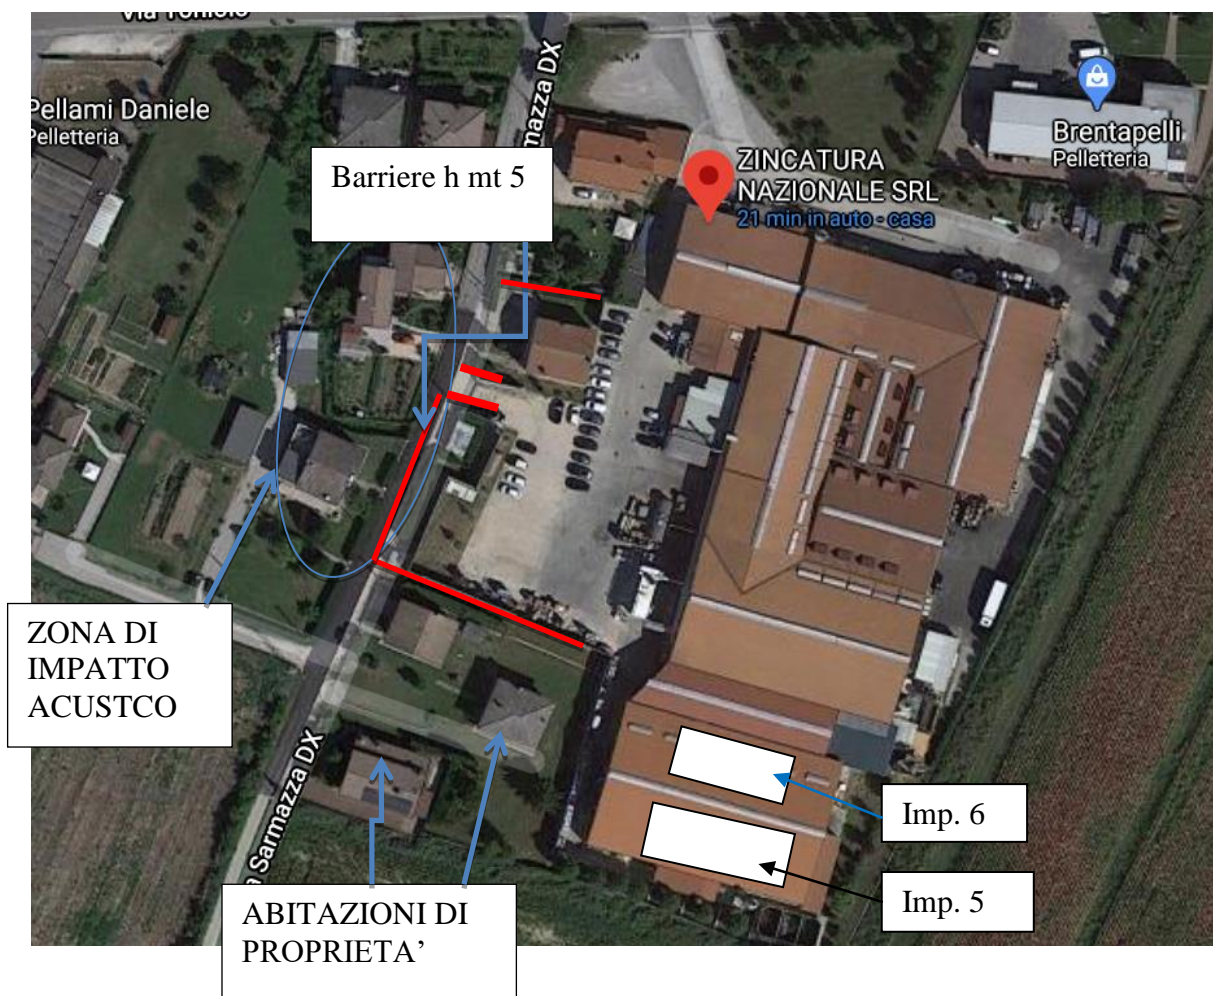 Via Toniolo
Pellami Daniele
Pelletteria
mazza DX
Brentapelli
Pelletteria
Barriere h mt 5
ZINCATURA
NAZIONALE SRL
21 min in auto - casa
ZONA DI
IMPATTO
ACUSTCO
a Sarmazza DX
Imp. 6
Imp. 5
ABITAZIONI DI
PROPRIETA’